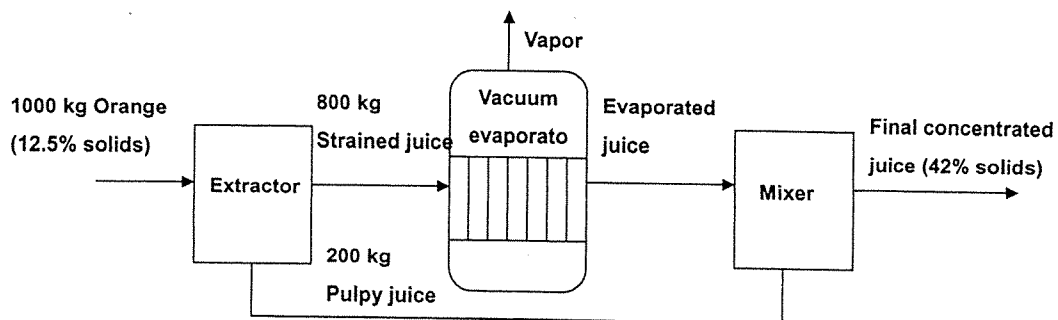 Vapor
1000 kg Orange
(12.5% solids)
Extractor
800 kg
Strained juice
200 kg
Pulpy juice
Vacuum
evaporato
Evaporated
juice
Mixer
Final concentrated
juice (42% solids)